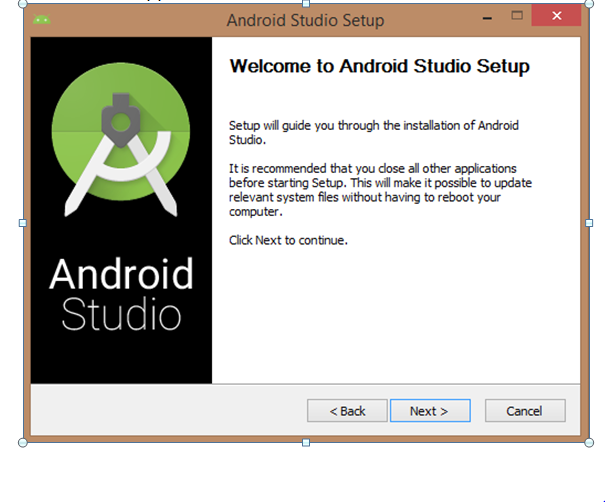 Android Studio Setup
Welcome to Android Studio Setup
Setup will guide you through the installation of Android
Studio.
It is recommended that you close all other applications
before starting Setup. This will make it possible to update
relevant system files without having to reboot your
computer.
Click Next to continue.
Android
Studio
< Back
Next >
Cancel